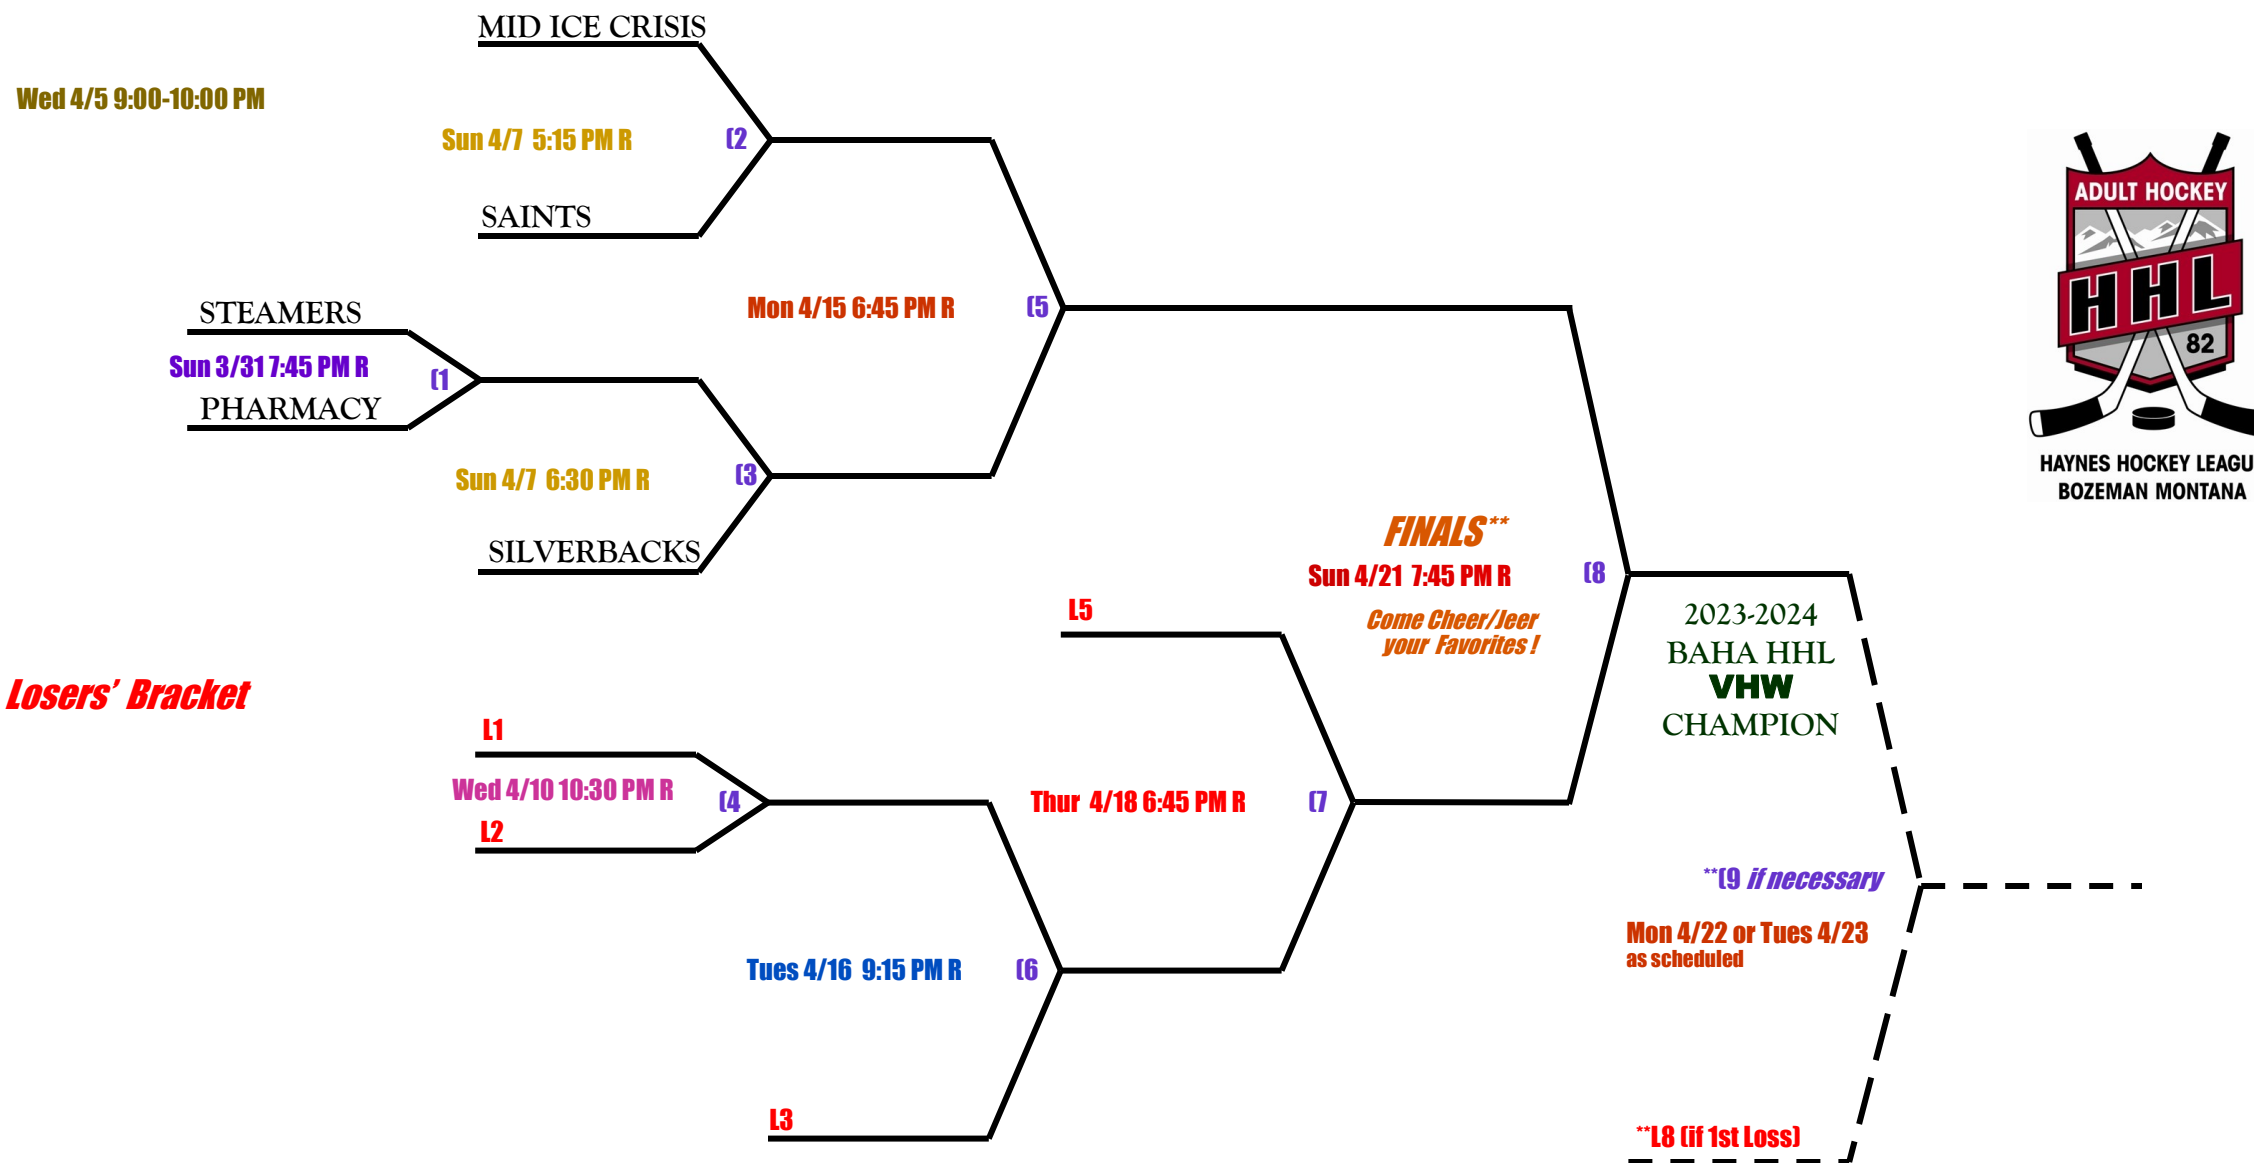 MID ICE CRISIS
Wed 4/5 9:00-10:00 PM
Sun 4/7 5:15 PM R
(2
SAINTS
ADULT HOCKEY
HHL
82
HAYNES HOCKEY LEAGU
BOZEMAN MONTANA
STEAMERS
Mon 4/15 6:45 PM R
(5
Sun 3/31 7:45 PM R
(1
PHARMACY
Sun 4/7 6:30 PM R
(3
SILVERBACKS
FINALS**
Sun 4/21 7:45 PM R
(8
Come Cheer/Jeer
your Favorites !
L5
2023-2024
BAHA HHL
VHW
CHAMPION
Losers’ Bracket
L1
Wed 4/10 10:30 PM R
(4
L2
Thur 4/18 6:45 PM R
(7
**(9 if necessary
Mon 4/22 or Tues 4/23
as scheduled
Tues 4/16 9:15 PM R
(6
L3
**L8 (if 1st Loss)